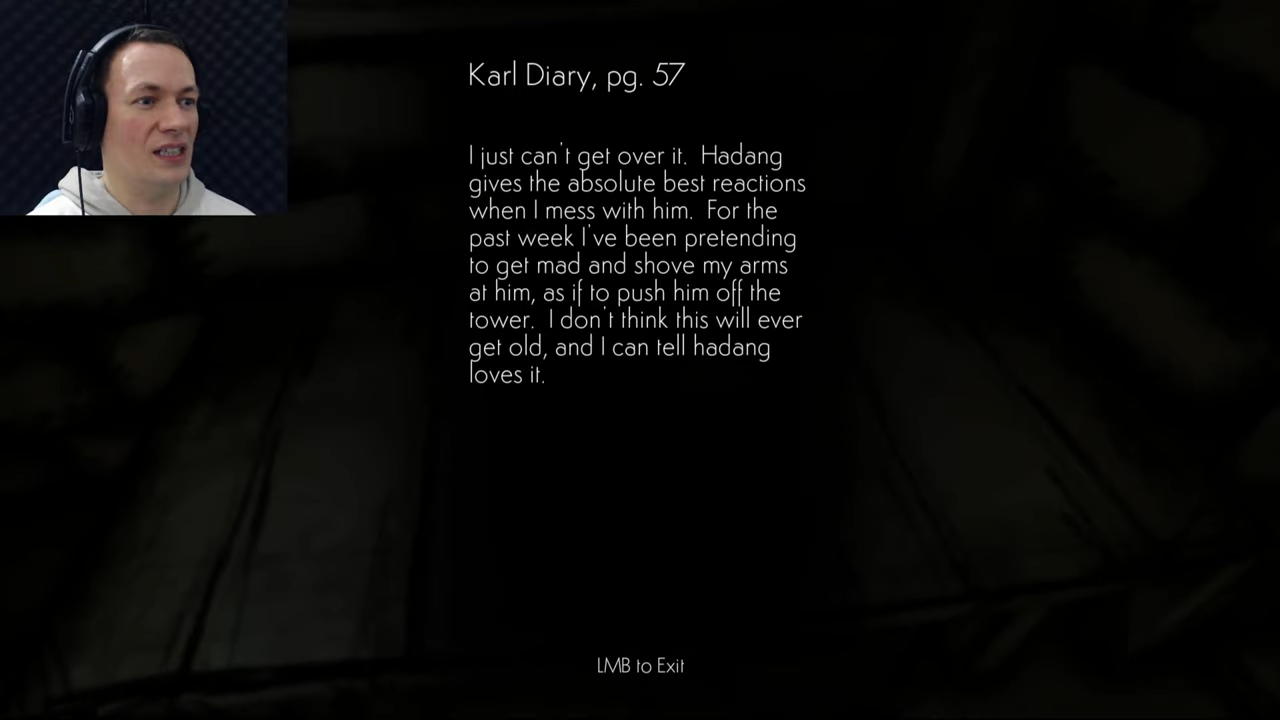 Karl Diary, pg. 57
I just can't get over it.  Hadang
gives the absolute best reactions
when I mess with him.  For the
past week I've been pretending
to get mad and shove my arms
at him, as if to push him off the
tower.  I don't think this will ever
get old, and I can tell hadang
loves it.
LMB to Exit